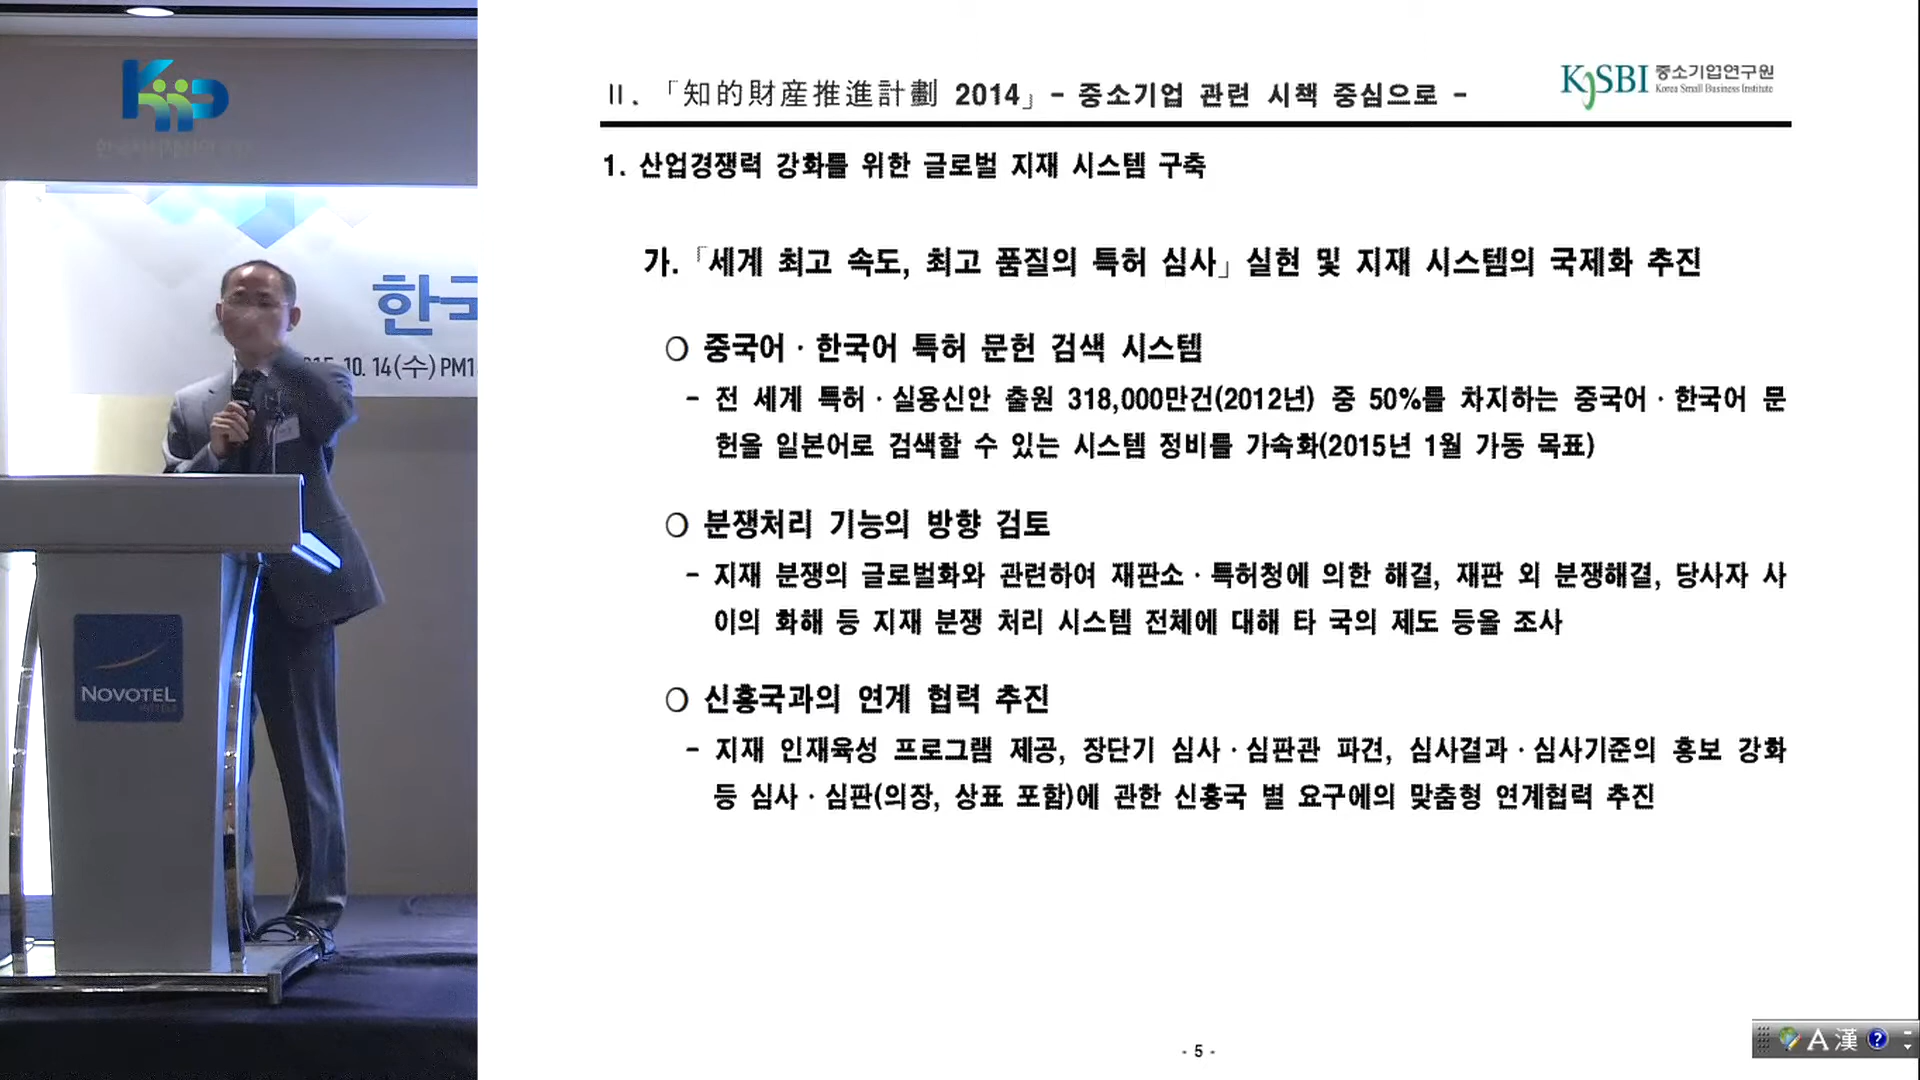 KIIP
한국지식재산연구원
한국
015. 10. 14(수) PM1
NOVOTEL
HOTELS
II. 「知的財産推進計劃 2014」- 중소기업 관련 시책 중심으로 -
KOSBI 중소기업연구원
Korea Small Business Institute
1. 산업경쟁력 강화를 위한 글로벌 지재 시스템 구축
가.「세계 최고 속도, 최고 품질의 특허 심사」실현 및 지재 시스템의 국제화 추진
○ 중국어·한국어 특허 문헌 검색 시스템
- 전 세계 특허·실용신안 출원 318,000만건(2012년) 중 50%를 차지하는 중국어·한국어 문
헌을 일본어로 검색할 수 있는 시스템 정비를 가속화(2015년 1월 가동 목표)
○ 분쟁처리 기능의 방향 검토
- 지재 분쟁의 글로벌화와 관련하여 재판소·특허청에 의한 해결, 재판 외 분쟁해결, 당사자 사
이의 화해 등 지재 분쟁 처리 시스템 전체에 대해 타 국의 제도 등을 조사
○ 신흥국과의 연계 협력 추진
- 지재 인재육성 프로그램 제공, 장단기 심사·심판관 파견, 심사결과·심사기준의 홍보 강화
등 심사·심판(의장, 상표 포함)에 관한 신흥국 별 요구에의 맞춤형 연계협력 추진
- 5 -
A 漢 ?